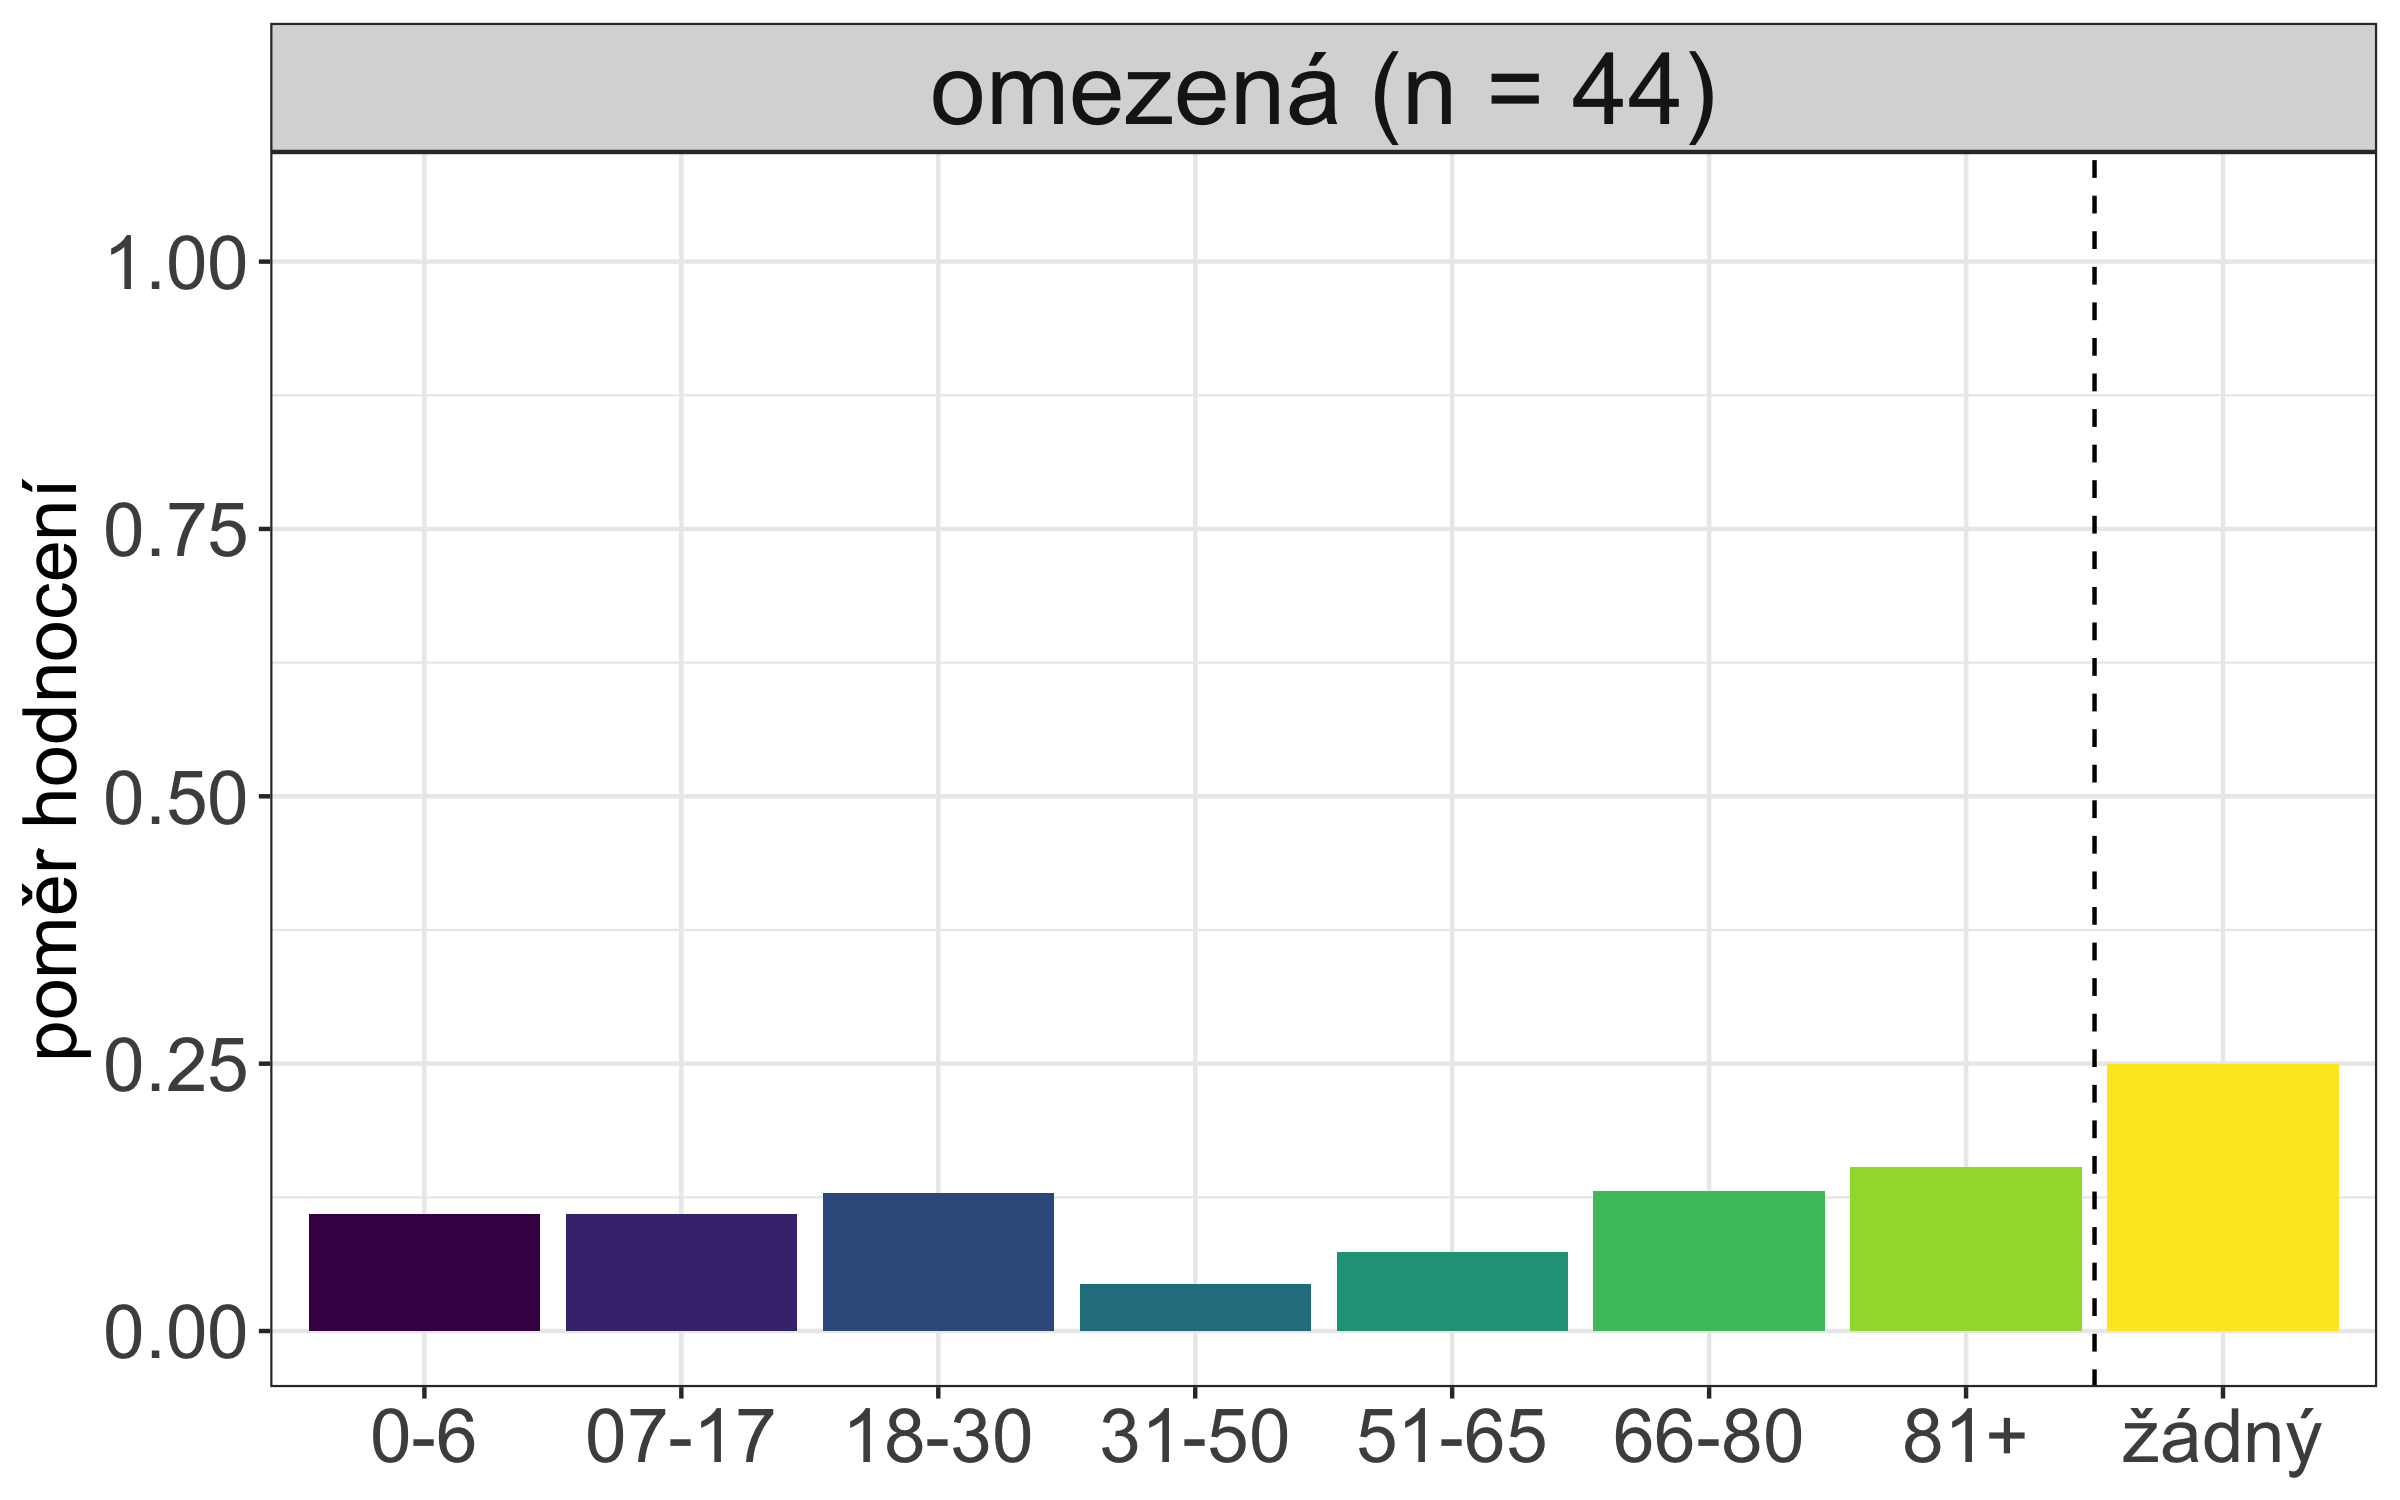 omezená (n = 44)
poměr hodnocení
1.00
0.75
0.50
0.25
0.00
0-6 07-17 18-30 31-50 51-65 66-80 81+ žádný